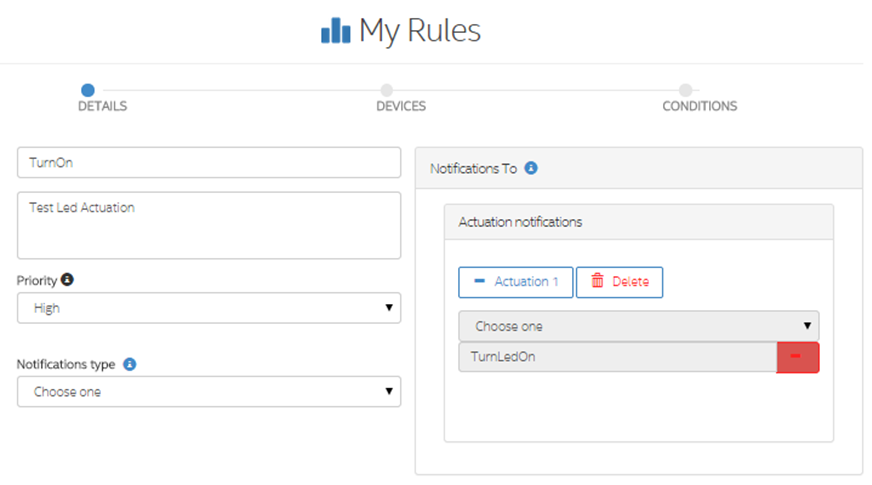 My Rules
DETAILS
DEVICES
CONDITIONS
TurnOn
Test Led Actuation
Priority
High
Notifications type
Choose one
Notifications To
Actuation notifications
Actuation 1
Delete
Choose one
TurnLedOn